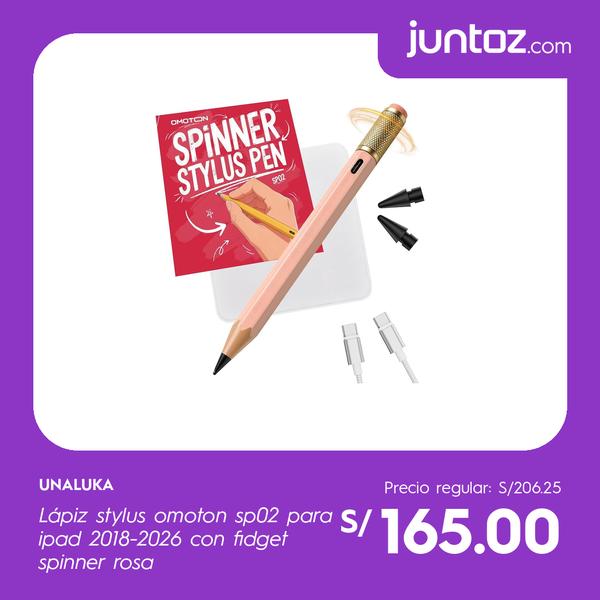 juntoz.com
OMOTON
SPINNER
STYLUS PEN
SP02
UNALUKA
Precio regular: S/206.25
Lápiz stylus omoton sp02 para
ipad 2018-2026 con fidget
spinner rosa
S/165.00